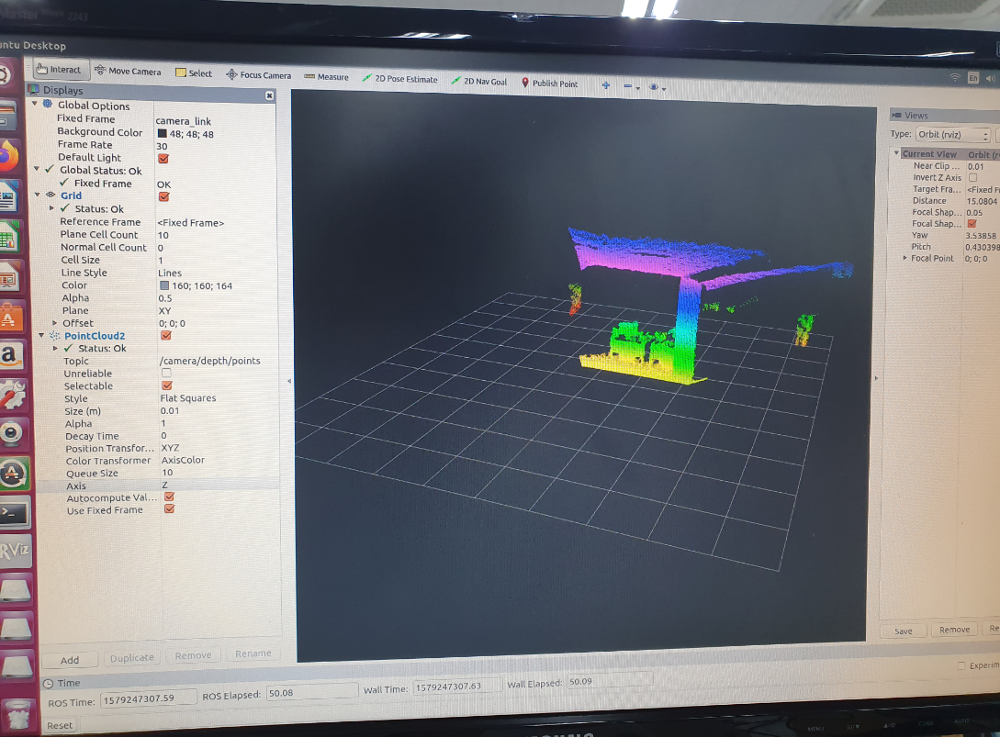 Master 2243
untu Desktop
Interact Move Camera Select Focus Camera Measure 2D Pose Estimate 2D Nav Goal Publish Point
En
Displays
Global Options
Fixed Frame camera_link
Background Color 48; 48; 48
Frame Rate 30
Default Light
Global Status: Ok
Fixed Frame OK
Grid
Status: Ok
Reference Frame <Fixed Frame>
Plane Cell Count 10
Normal Cell Count 0
Cell Size 1
Line Style Lines
Color 160; 160; 164
Alpha 0.5
Plane XY
Offset 0; 0; 0
PointCloud2
Status: Ok
Topic /camera/depth/points
Unreliable
Selectable
Style Flat Squares
Size (m) 0.01
Alpha 1
Decay Time 0
Position Transfor... XYZ
Color Transformer AxisColor
Queue Size 10
Axis Z
Autocompute Val...
Use Fixed Frame
Add Duplicate Remove Rename
Views
Type: Orbit (rviz)
Current View Orbit (r
Near Clip ... 0.01
Invert Z Axis
Target Fra... <Fixed F
Distance 15.0804
Focal Shap... 0.05
Focal Shap...
Yaw 3.53858
Pitch 0.430398
Focal Point 0; 0; 0
Save Remove Re
Time
ROS Time: 1579247307.59 ROS Elapsed: 50.08 Wall Time: 1579247307.63 Wall Elapsed: 50.09 Experim
Reset
RViz
MENU AUTO